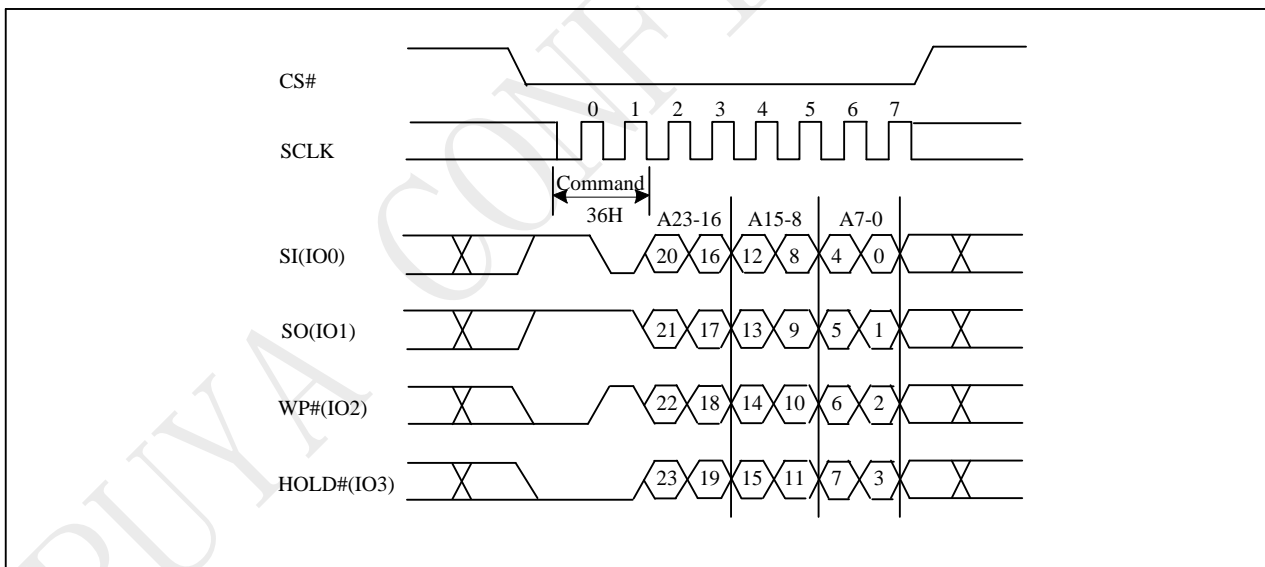 PUYA CONF
CS#
0 1 2 3 4 5 6 7
SCLK
Command
36H
A23-16 A15-8 A7-0
SI(IO0) 20 16 12 8 4 0
SO(IO1) 21 17 13 9 5 1
WP#(IO2) 22 18 14 10 6 2
HOLD#(IO3) 23 19 15 11 7 3